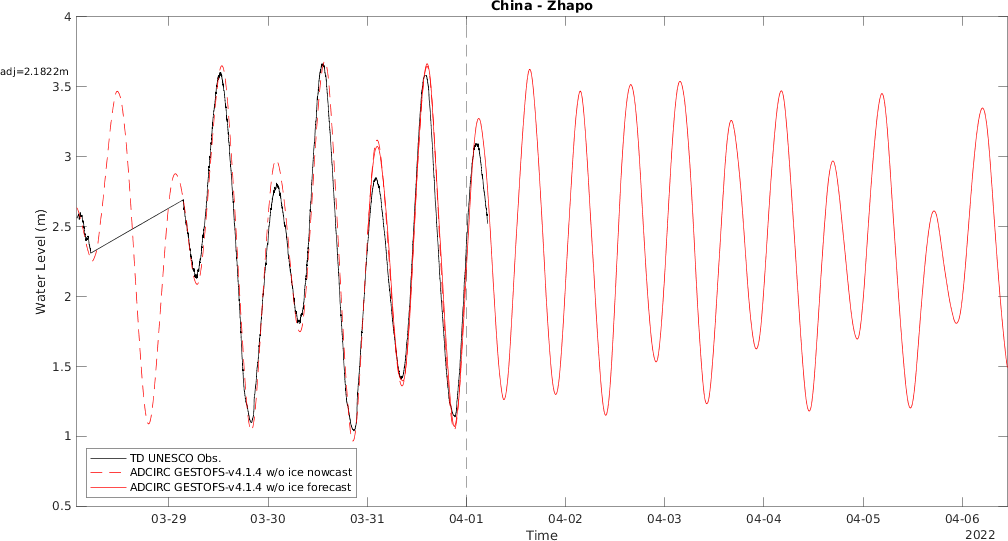 China - Zhapo
adj=2.1822m
4
3.5
3
2.5
2
1.5
1
0.5
Water Level (m)
TD UNESCO Obs.
ADCIRC GESTOFS-v4.1.4 w/o ice nowcast
ADCIRC GESTOFS-v4.1.4 w/o ice forecast
03-29 03-30 03-31 04-01 04-02 04-03 04-04 04-05 04-06
Time
2022